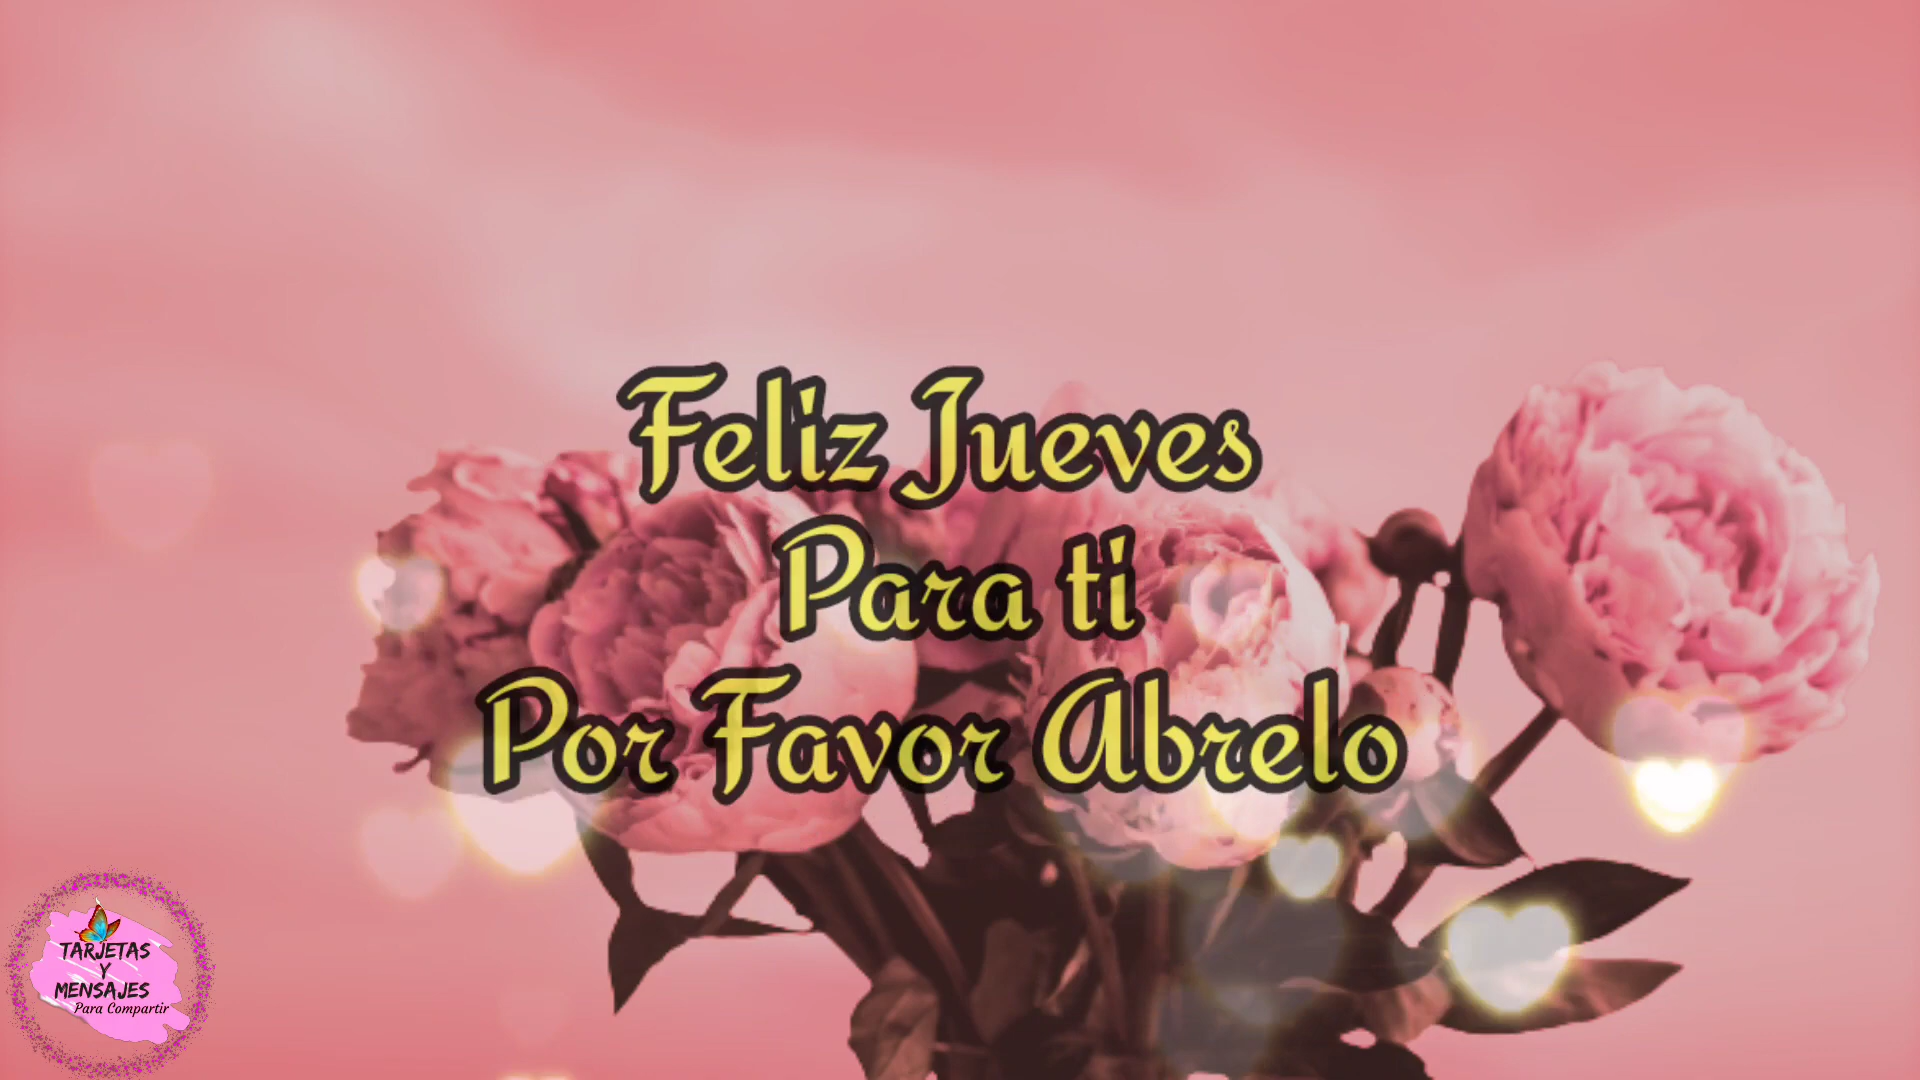 Feliz Jueves
Para ti
Por Favor Abrelo
TARJETAS
Y
MENSAJES
Para Compartir